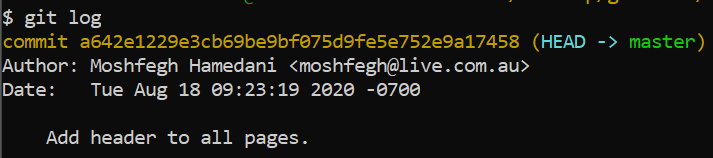 $ git log
commit a642e1229e3cb69be9bf075d9fe5e752e9a17458 (HEAD -> master)
Author: Moshfegh Hamedani <moshfegh@live.com.au>
Date:   Tue Aug 18 09:23:19 2020 -0700
    Add header to all pages.